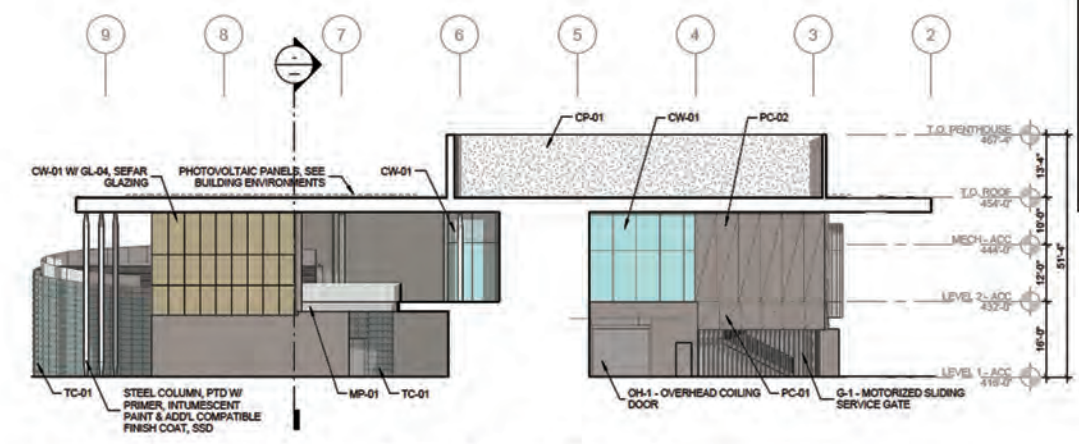 9 8 7 6 5 4 3 2
CP-01
CW-01
PC-02
T.O. PENTHOUSE
467'-4"
CW-01 W/ GL-04, SEFAR
GLAZING
PHOTOVOLTAIC PANELS, SEE
BUILDING ENVIRONMENTS
CW-01
13'-4"
T.O. ROOF
454'-0"
10'-0"
MECH - ACC
444'-0"
51'-4"
12'-0"
LEVEL 2 - ACC
432'-0"
16'-0"
LEVEL 1 - ACC
416'-0"
TC-01
STEEL COLUMN, PTD W/
PRIMER, INTUMESCENT
PAINT & ADD'L COMPATIBLE
FINISH COAT, SSD
MP-01
TC-01
OH-1 - OVERHEAD COILING
DOOR
PC-01
G-1 - MOTORIZED SLIDING
SERVICE GATE